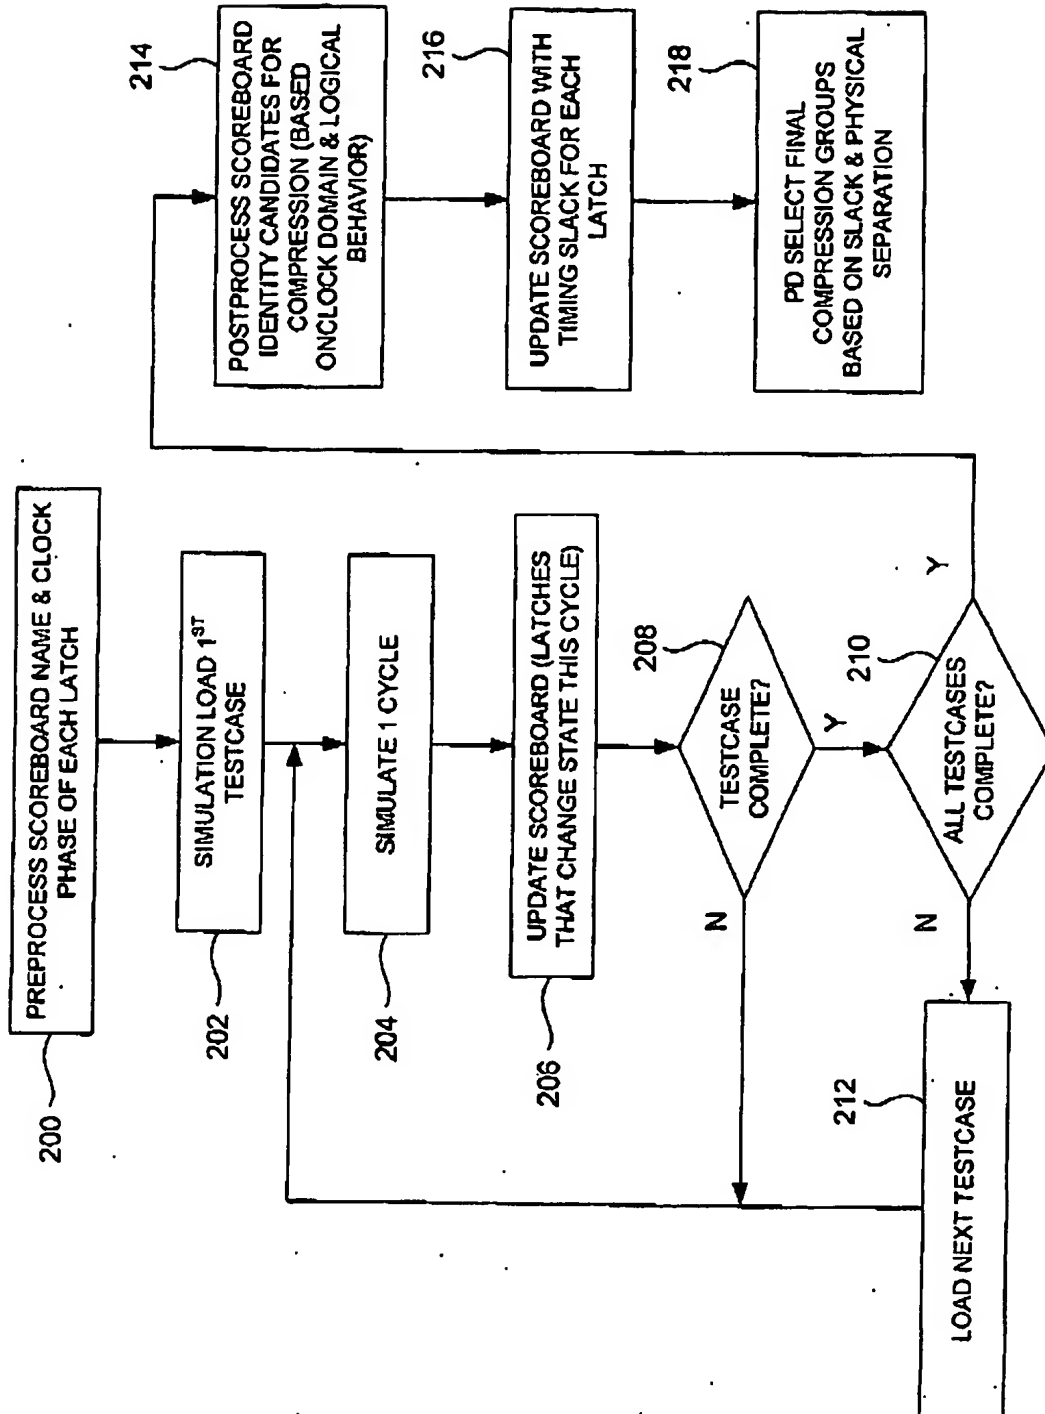 200
PREPROCESS SCOREBOARD NAME & CLOCK
PHASE OF EACH LATCH
202
SIMULATION LOAD 1ST
TESTCASE
204
SIMULATE 1 CYCLE
206
UPDATE SCOREBOARD (LATCHES
THAT CHANGE STATE THIS CYCLE)
208
TESTCASE
COMPLETE?
N
Y
210
ALL TESTCASES
COMPLETE?
N
Y
212
LOAD NEXT TESTCASE
214
POSTPROCESS SCOREBOARD
IDENTITY CANDIDATES FOR
COMPRESSION (BASED
ONCLOCK DOMAIN & LOGICAL
BEHAVIOR)
216
UPDATE SCOREBOARD WITH
TIMING SLACK FOR EACH
LATCH
218
PD SELECT FINAL
COMPRESSION GROUPS
BASED ON SLACK & PHYSICAL
SEPARATION